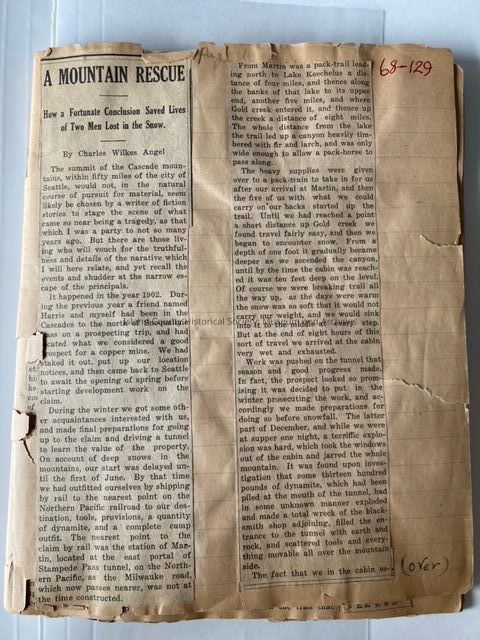 A MOUNTAIN RESCUE
How a Fortunate Conclusion Saved Lives
of Two Men Lost in the Snow.
By Charles Wilkes Angel
The summit of the Cascade moun-
tains, within fifty miles of the city of
Seattle, would not, in the natural
course of pursuit for material, seem
likely be chosen by a writer of fiction
stories to stage the scene of what
came so near being a tragedy, as that
which I was a party to not so many
years ago. But there are those liv-
ing who will vouch for the truthful-
ness and details of the narative which
I will here relate, and yet recall the
events and shudder at the narrow es-
cape of the principals.
It happened in the year 1902. Dur-
ing the previous year a friend named
Harris and myself had been in the
Cascades to the north of Snoqualmie
Pass on a prospecting trip, and had
located what we considered a good
prospect for a copper mine. We had
staked it out, put up our location
notices, and then came back to Seattle
to await the opening of spring before
starting development work on the
claim.
During the winter we got some oth-
er acquaintances interested with us,
and made final preparations for going
up to the claim and driving a tunnel
to learn the value of the property.
On account of deep snows in the
mountains, our start was delayed un-
til the first of June. By that time
we had outfitted ourselves by shipping
by rail to the nearest point on the
Northern Pacific railroad to our des-
tination, tools, provisions, a quantity
of dynamite, and a complete camp
outfit. The nearest point to the
claim by rail was the station of Mar-
tin, located at the east portal of
Stampede Pass tunnel, on the North-
ern Pacific, as the Milwauke road,
which now passes nearer, was not at
the time constructed.
From Martin was a pack-trail lead-
ing north to Lake Keechelus a dis-
tance of four miles, and thence along
the banks of that lake to its upper
end, another five miles, and where
Gold creek entered it, and thence up
the creek a distance of eight miles.
The whole distance from the lake
the trail led up a canyon heavily tim-
bered with fir and larch, and was only
wide enough to allow a pack-horse to
pass along.
The heavy supplies were given
over to a pack-train to take in for us
after our arrival at Martin, and then
the five of us with what we could
carry on our backs started up the
trail. Until we had reached a point
a short distance up Gold creek we
found travel fairly easy, and then we
began to encounter snow. From a
depth of one foot it gradually became
deeper as we ascended the canyon,
until by the time the cabin was reach-
ed it was ten feet deep on the level.
Of course we were breaking trail all
the way up, as the days were warm
the snow was so soft that it would not
carry our weight, and we would sink
into it to the middle at every step.
But at the end of eight hours of this
sort of travel we arrived at the cabin
very wet and exhausted.
Work was pushed on the tunnel that
season and good progress made.
In fact, the prospect looked so prom-
ising it was decided to put in the
winter prosecuting the work, and ac-
cordingly we made preparations for
doing so before snowfall. The latter
part of December, and while we were
at supper one night, a terrific explo-
sion was hard, which took the windows
out of the cabin and jarred the whole
mountain. It was found upon inves-
tigation that some thirteen hundred
pounds of dynamite, which had been
piled at the mouth of the tunnel, had
in some unknown manner exploded
and made a total wreck of the black-
smith shop adjoining, filled the en-
trance to the tunnel with earth and
rock, and scattered tools and every-
thing movable all over the mountain
side.
The fact that we in the cabin es-
68-129
(over)